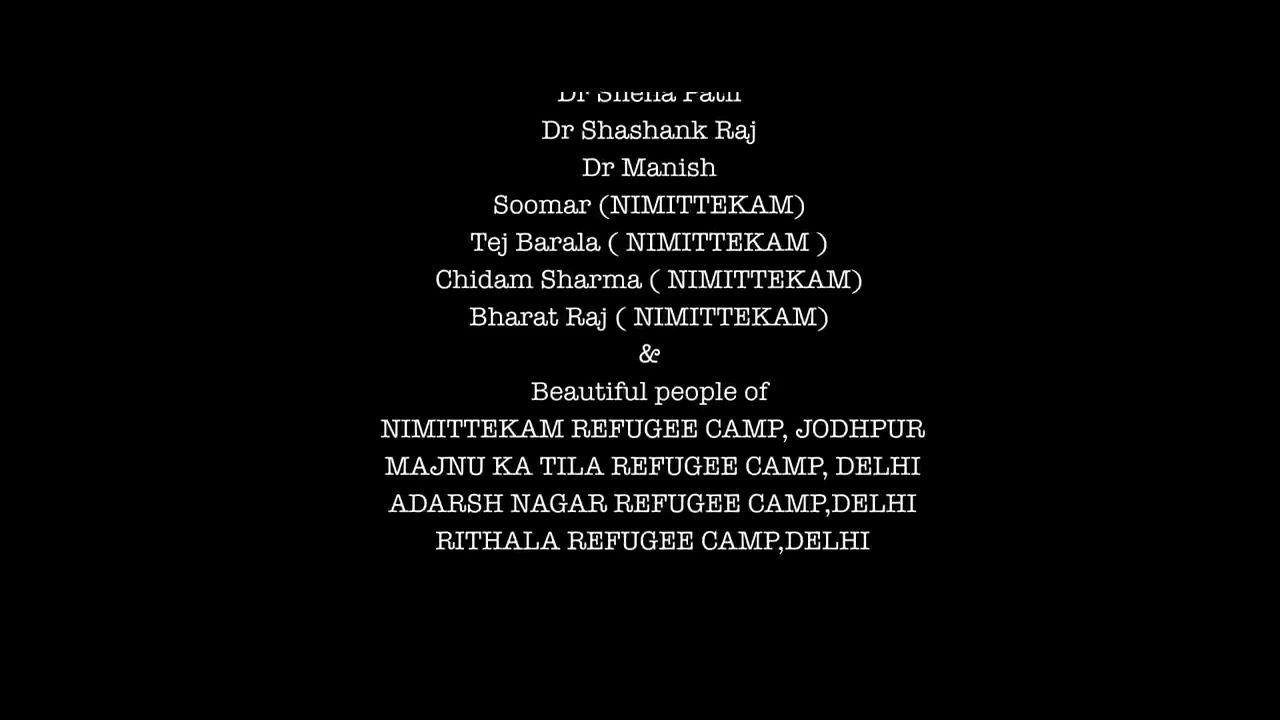 Dr
Dr Shashank Raj
Dr Manish
Soomar (NIMITTEKAM)
Tej Barala ( NIMITTEKAM )
Chidam Sharma ( NIMITTEKAM)
Bharat Raj ( NIMITTEKAM)
&
Beautiful people of
NIMITTEKAM REFUGEE CAMP, JODHPUR
MAJNU KA TILA REFUGEE CAMP, DELHI
ADARSH NAGAR REFUGEE CAMP,DELHI
RITHALA REFUGEE CAMP,DELHI